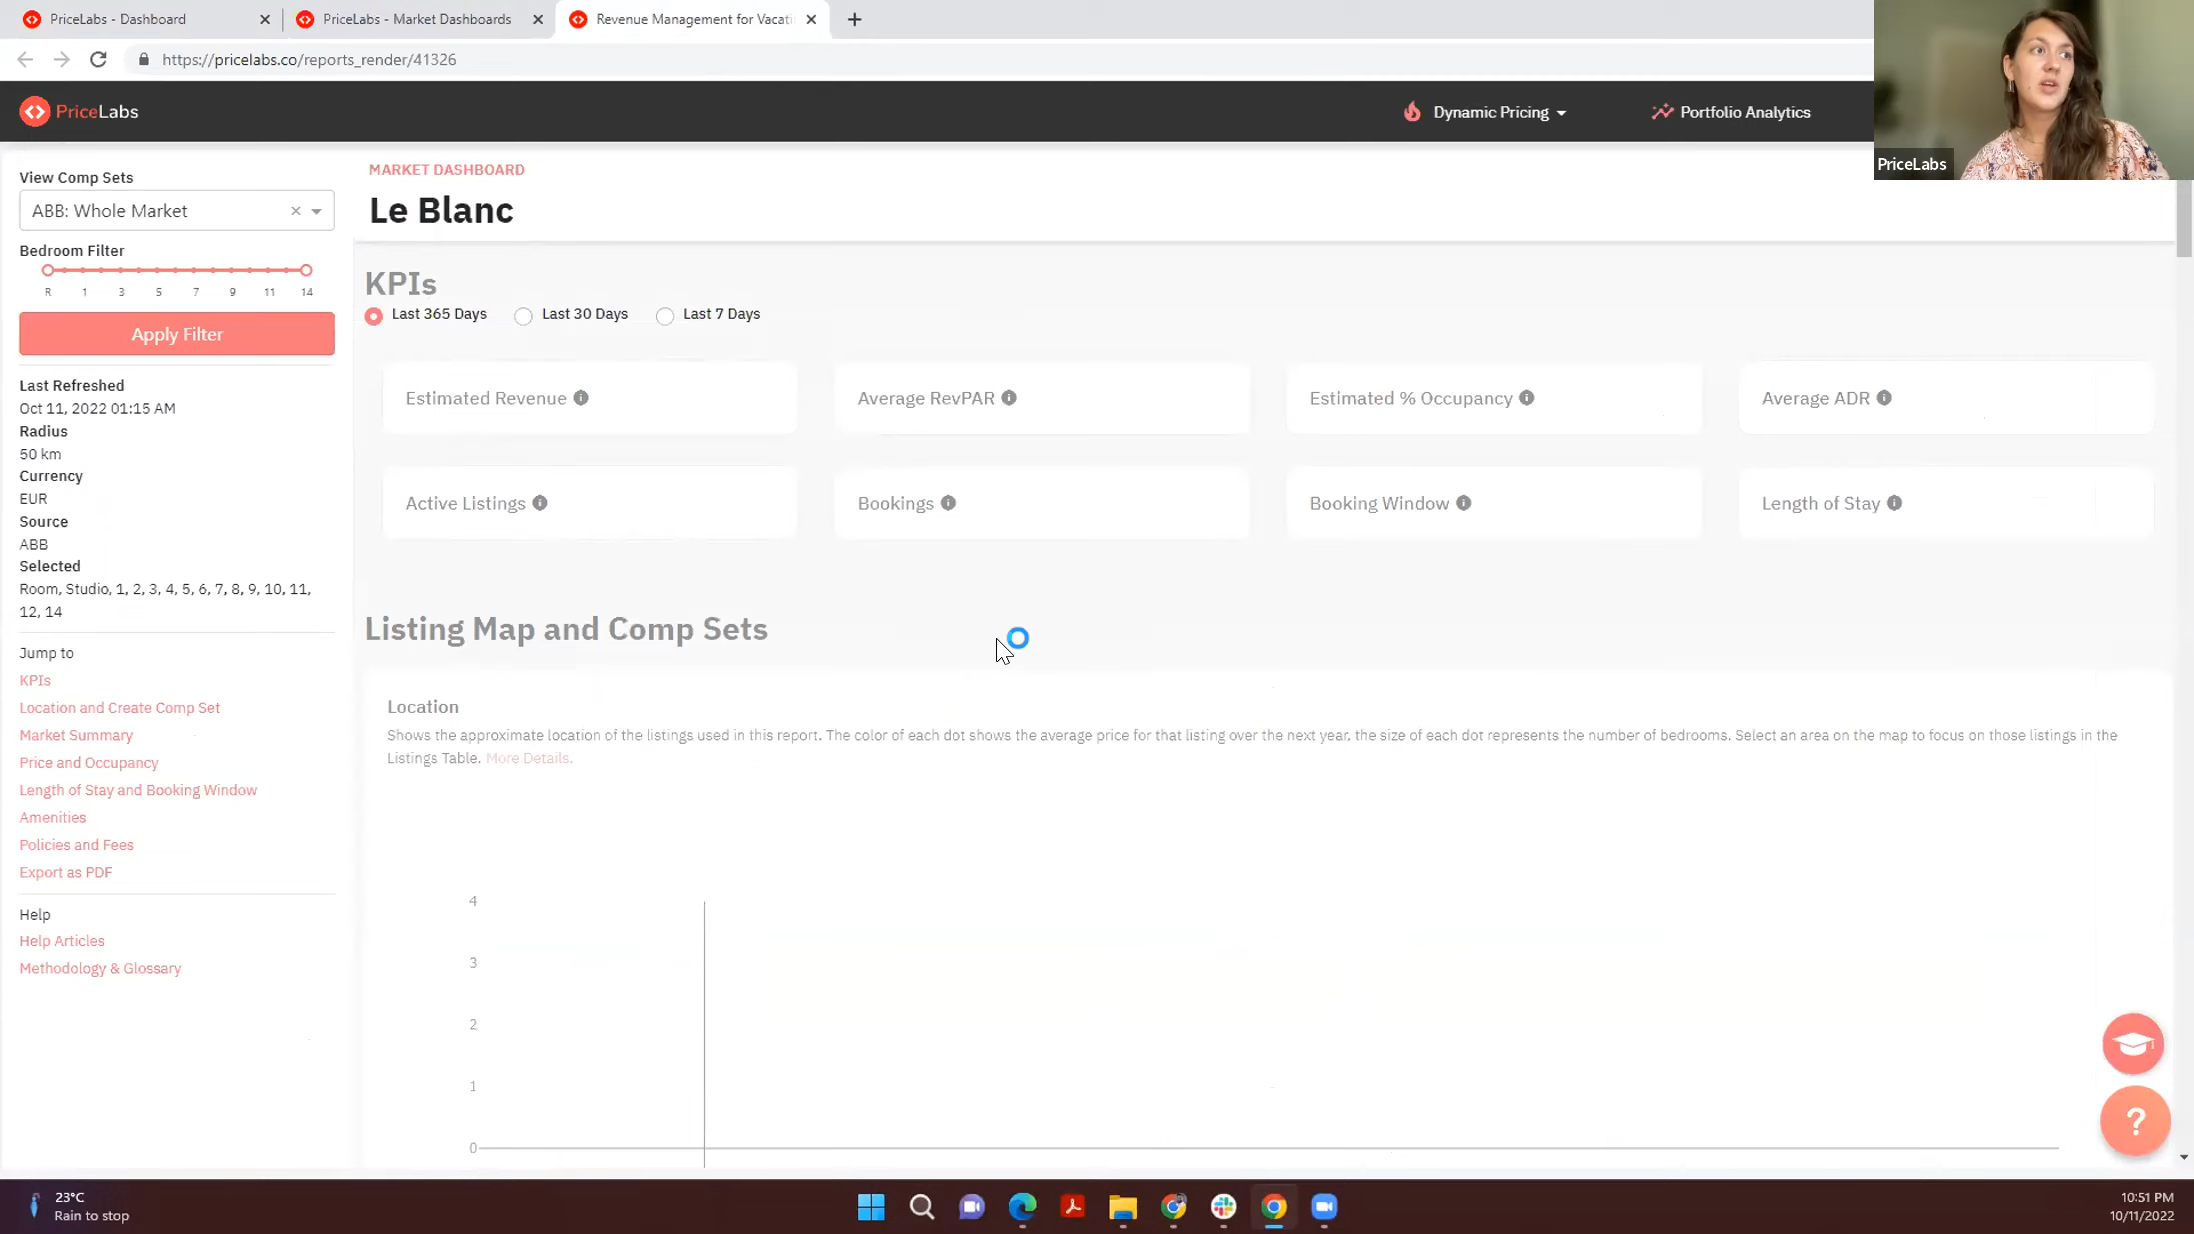 PriceLabs - Dashboard
PriceLabs - Market Dashboards
Revenue Management for Vacati
https://pricelabs.co/reports_render/41326
PriceLabs
Dynamic Pricing
Portfolio Analytics
PriceLabs
View Comp Sets
ABB: Whole Market
Bedroom Filter
R 1 3 5 7 9 11 14
Apply Filter
Last Refreshed
Oct 11, 2022 01:15 AM
Radius
50 km
Currency
EUR
Source
ABB
Selected
Room, Studio, 1, 2, 3, 4, 5, 6, 7, 8, 9, 10, 11,
12, 14
Jump to
KPIs
Location and Create Comp Set
Market Summary
Price and Occupancy
Length of Stay and Booking Window
Amenities
Policies and Fees
Export as PDF
Help
Help Articles
Methodology & Glossary
MARKET DASHBOARD
Le Blanc
KPIs
Last 365 Days
Last 30 Days
Last 7 Days
Estimated Revenue
Average RevPAR
Estimated % Occupancy
Average ADR
Active Listings
Bookings
Booking Window
Length of Stay
Listing Map and Comp Sets
Location
Shows the approximate location of the listings used in this report. The color of each dot shows the average price for that listing over the next year, the size of each dot represents the number of bedrooms. Select an area on the map to focus on those listings in the
Listings Table. More Details.
4
3
2
1
0
?
23°C
Rain to stop
10:51 PM
10/11/2022